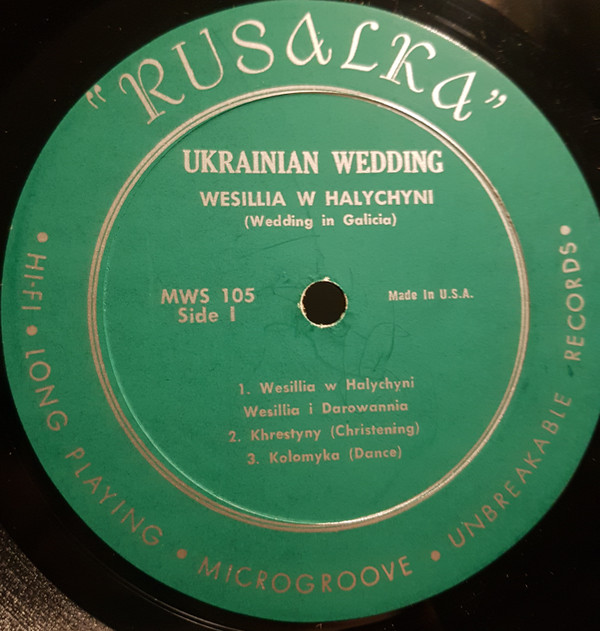 "RUSALKA"
UKRAINIAN WEDDING
WESILLIA W HALYCHYNI
(Wedding in Galicia)
MWS 105
Side I
Made In U.S.A.
1. Wesillia w Halychyni
Wesillia i Darowannia
2. Khrestyny (Christening)
3. Kolomyka (Dance)
• HI-FI • LONG PLAYING • MICROGROOVE • UNBREAKABLE RECORDS •